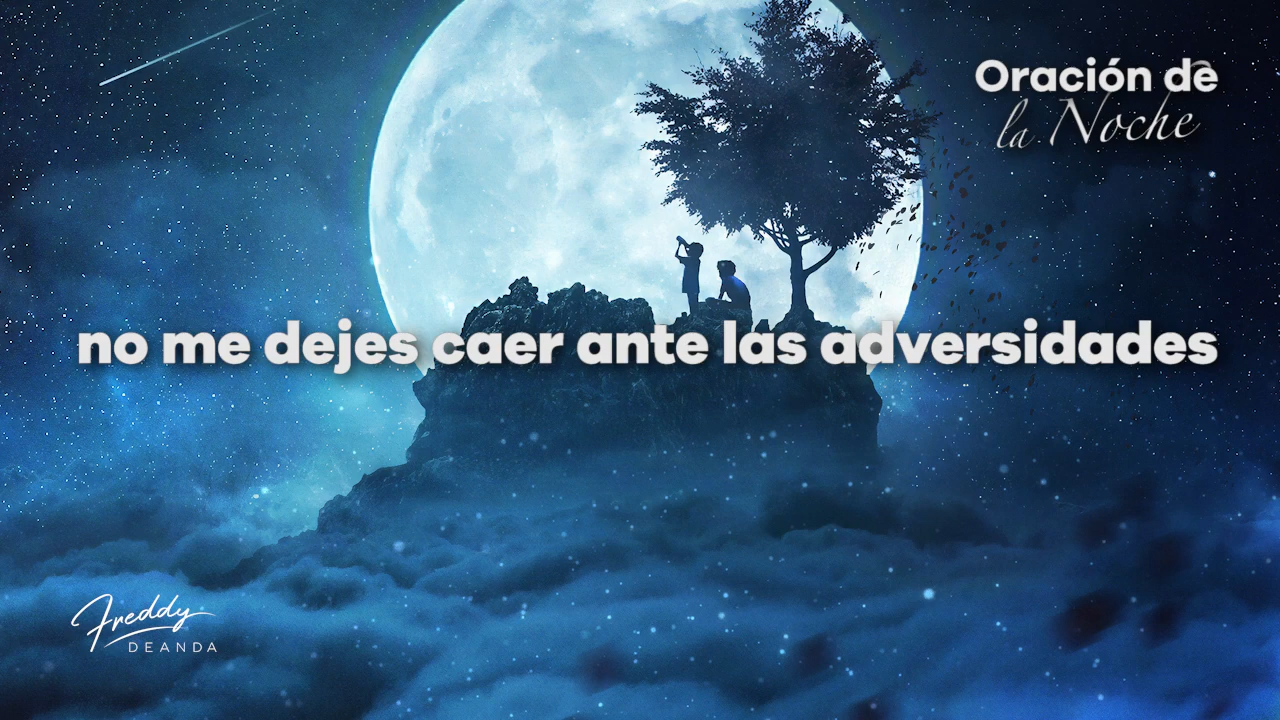 Oración de
la Noche
no me dejes caer ante las adversidades
Freddy
DEANDA